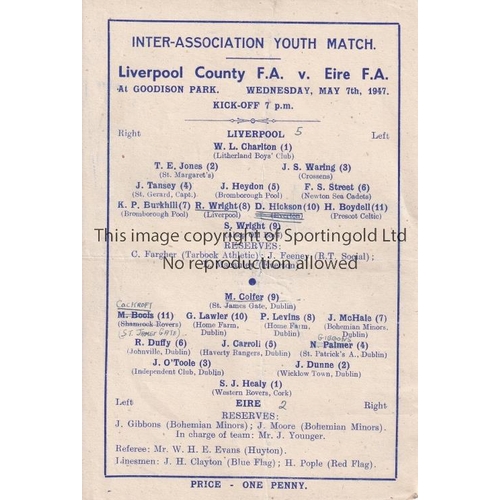 INTER-ASSOCIATION YOUTH MATCH.
Liverpool County F.A. v. Eire F.A.
At GOODISON PARK. WEDNESDAY, MAY 7th, 1947.
KICK-OFF 7 p.m.
Right LIVERPOOL 5 Left
W. L. Charlton (1)
(Litherland Boys' Club)
T. E. Jones (2) J. S. Waring (3)
(St. Margaret's) (Crossens)
J. Tansey (4) J. Heydon (5) F. S. Street (6)
(St. Gerard, Capt.) (Bromborough Pool) (Newton Sea Cadets)
K. P. Burkhill (7) R. Wright (8) D. Hickson (10) H. Boydell (11)
(Bromborough Pool) (Liverpool) (Everton) (Prescot Celtic)
S. Wright (9)
This image copyright of Sportingold Ltd
RESERVES:
C. Fargher (Tarbock Athletic); J. Feeney (R.T. Social);
No reproduction allowed
M. Colfer (9)
(St. James Gate, Dublin)
COCKROFT
M. Bools (11) G. Lawler (10) P. Levins (8) J. McHale (7)
(Shamrock Rovers) (Home Farm, Dublin) (Home Farm, Dublin) (Bohemian Minors, Dublin)
(ST. JAMES GATE)
GIBBONS
R. Duffy (6) J. Carroll (5) N. Palmer (4)
(Johnville, Dublin) (Haverty Rangers, Dublin) (St. Patrick's A., Dublin)
J. O'Toole (3) J. Dunne (2)
(Independent Club, Dublin) (Wicklow Town, Dublin)
S. J. Healy (1)
(Western Rovers, Cork)
Left EIRE 2 Right
RESERVES:
J. Gibbons (Bohemian Minors); J. Moore (Bohemian Minors).
In charge of team: Mr. J. Younger.
Referee: Mr. W. H. E. Evans (Huyton).
Linesmen: J. H. Clayton (Blue Flag); H. Pople (Red Flag).
PRICE - ONE PENNY.